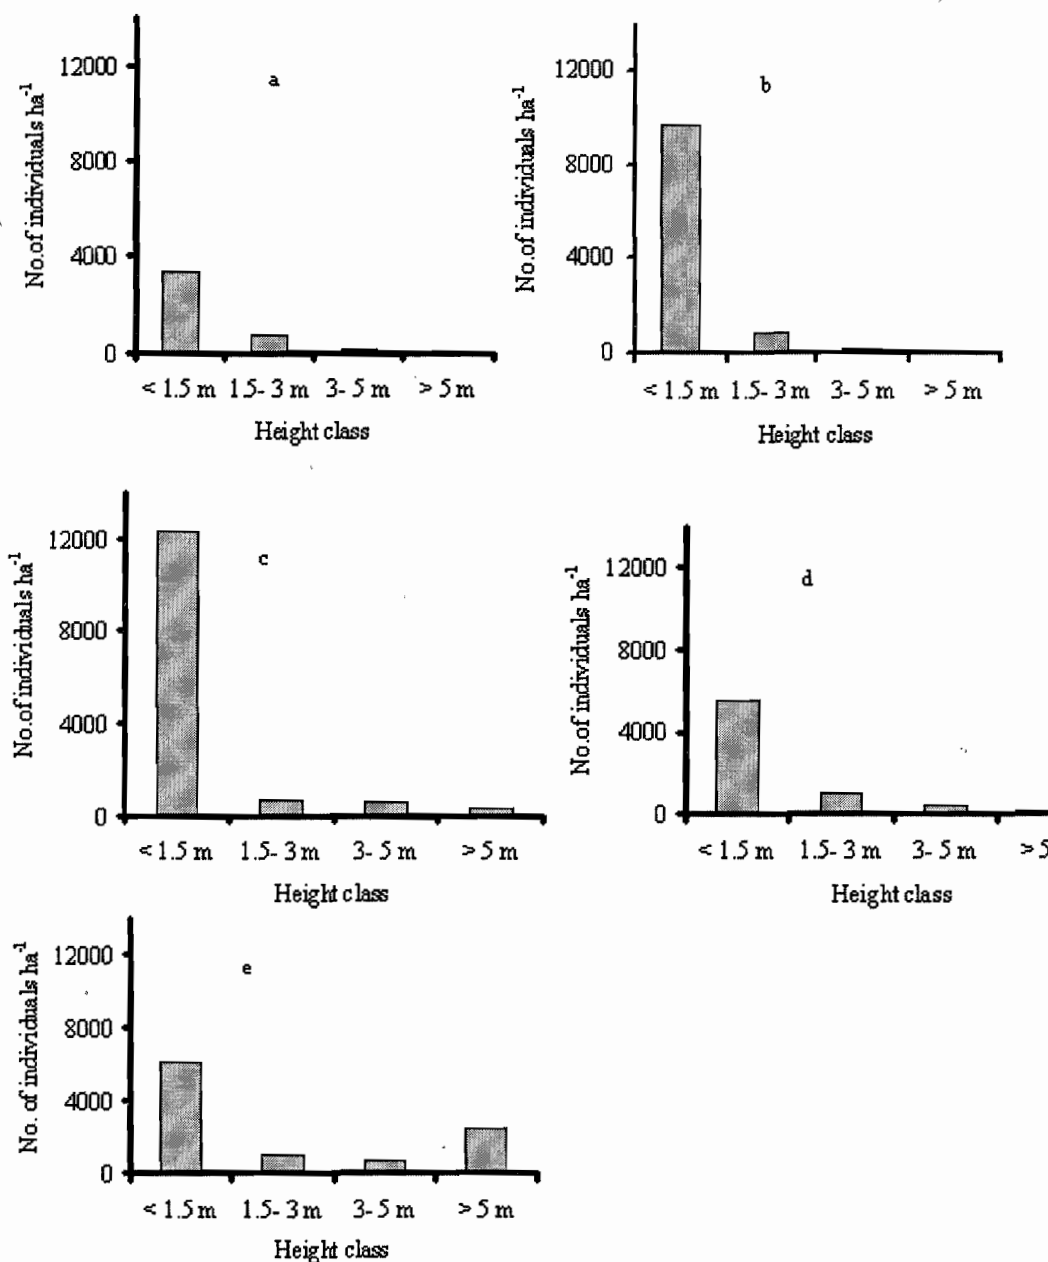 a
No.of individuals ha-1
12000
8000
4000
0
< 1.5 m 1.5- 3 m 3- 5 m > 5 m
Height class
b
No.of individuals ha-1
12000
8000
4000
0
< 1.5 m 1.5- 3 m 3- 5 m > 5 m
Height class
c
No.of individuals ha-1
12000
8000
4000
0
< 1.5 m 1.5- 3 m 3- 5 m > 5 m
Height class
d
No.of individuals ha-1
12000
8000
4000
0
< 1.5 m 1.5- 3 m 3- 5 m > 5
Height class
e
No. of individuals ha-1
12000
8000
4000
0
< 1.5 m 1.5- 3 m 3- 5 m > 5 m
Height class